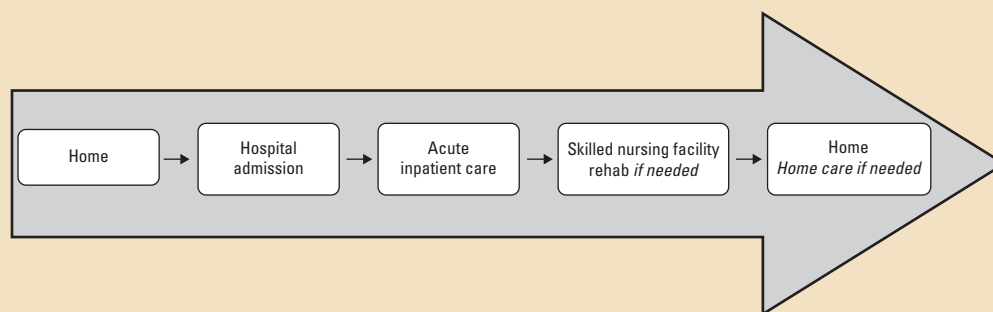 Home
Hospital
admission
Acute
inpatient care
Skilled nursing facility
rehab if needed
Home
Home care if needed